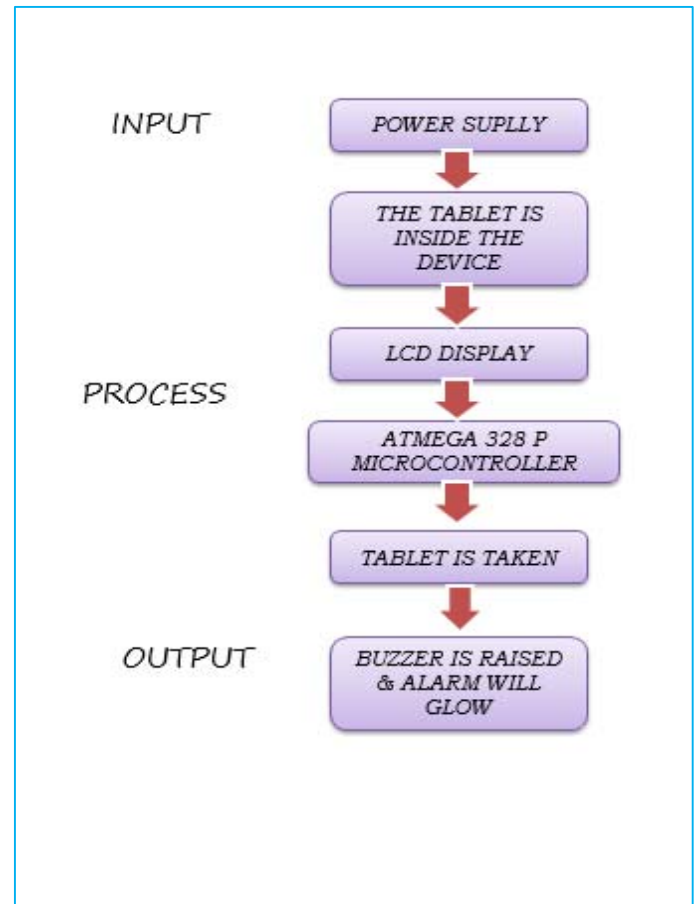 INPUT
POWER SUPLLY
THE TABLET IS
INSIDE THE
DEVICE
LCD DISPLAY
PROCESS
ATMEGA 328 P
MICROCONTROLLER
TABLET IS TAKEN
OUTPUT
BUZZER IS RAISED
& ALARM WILL
GLOW